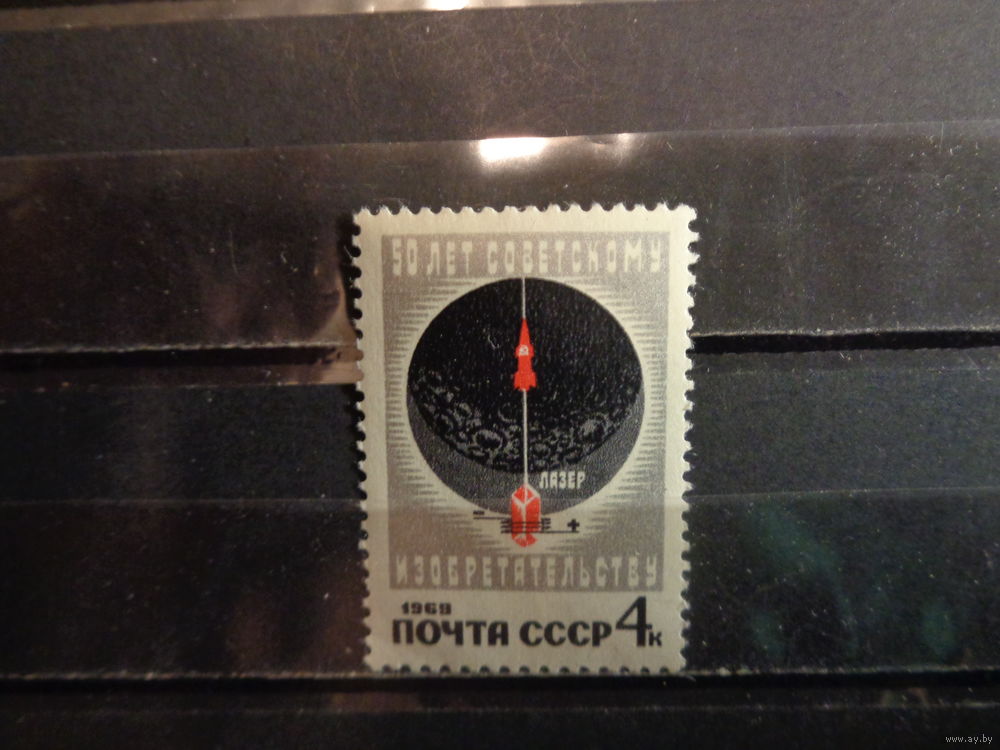 50 ЛЕТ СОВЕТСКОМУ
ЛАЗЕР
- +
ИЗОБРЕТАТЕЛЬСТВУ
1969
ПОЧТА СССР 4к
www.ay.by